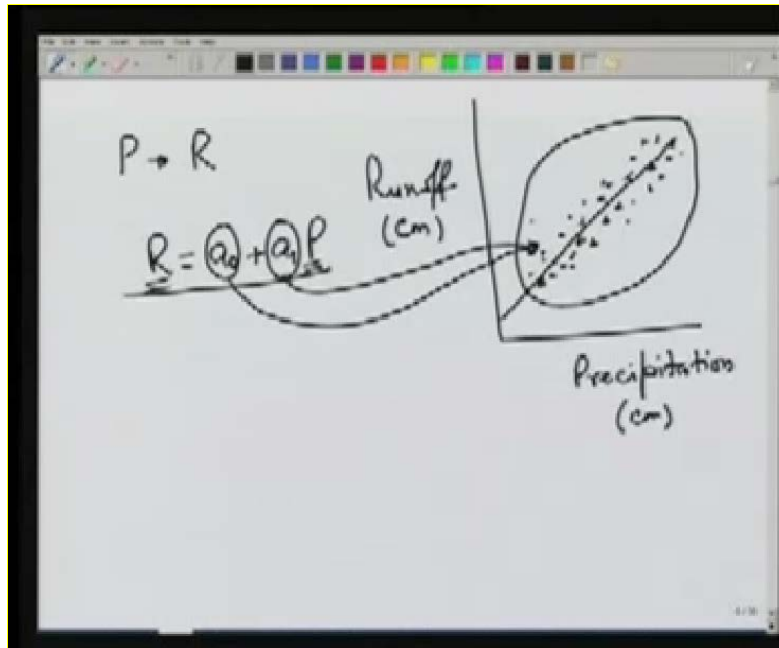 P → R
R = a₀ + a₁ P
Runoff
(cm)
Precipitation
(cm)